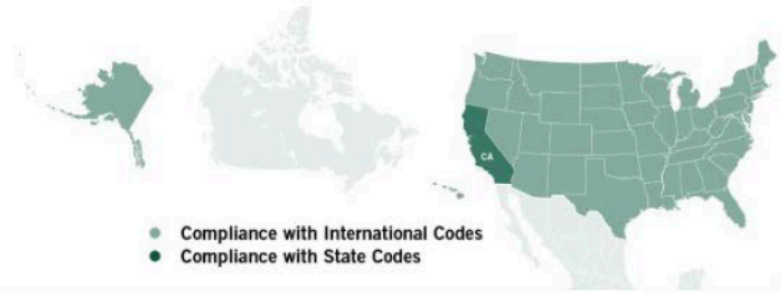 CA
Compliance with International Codes
Compliance with State Codes